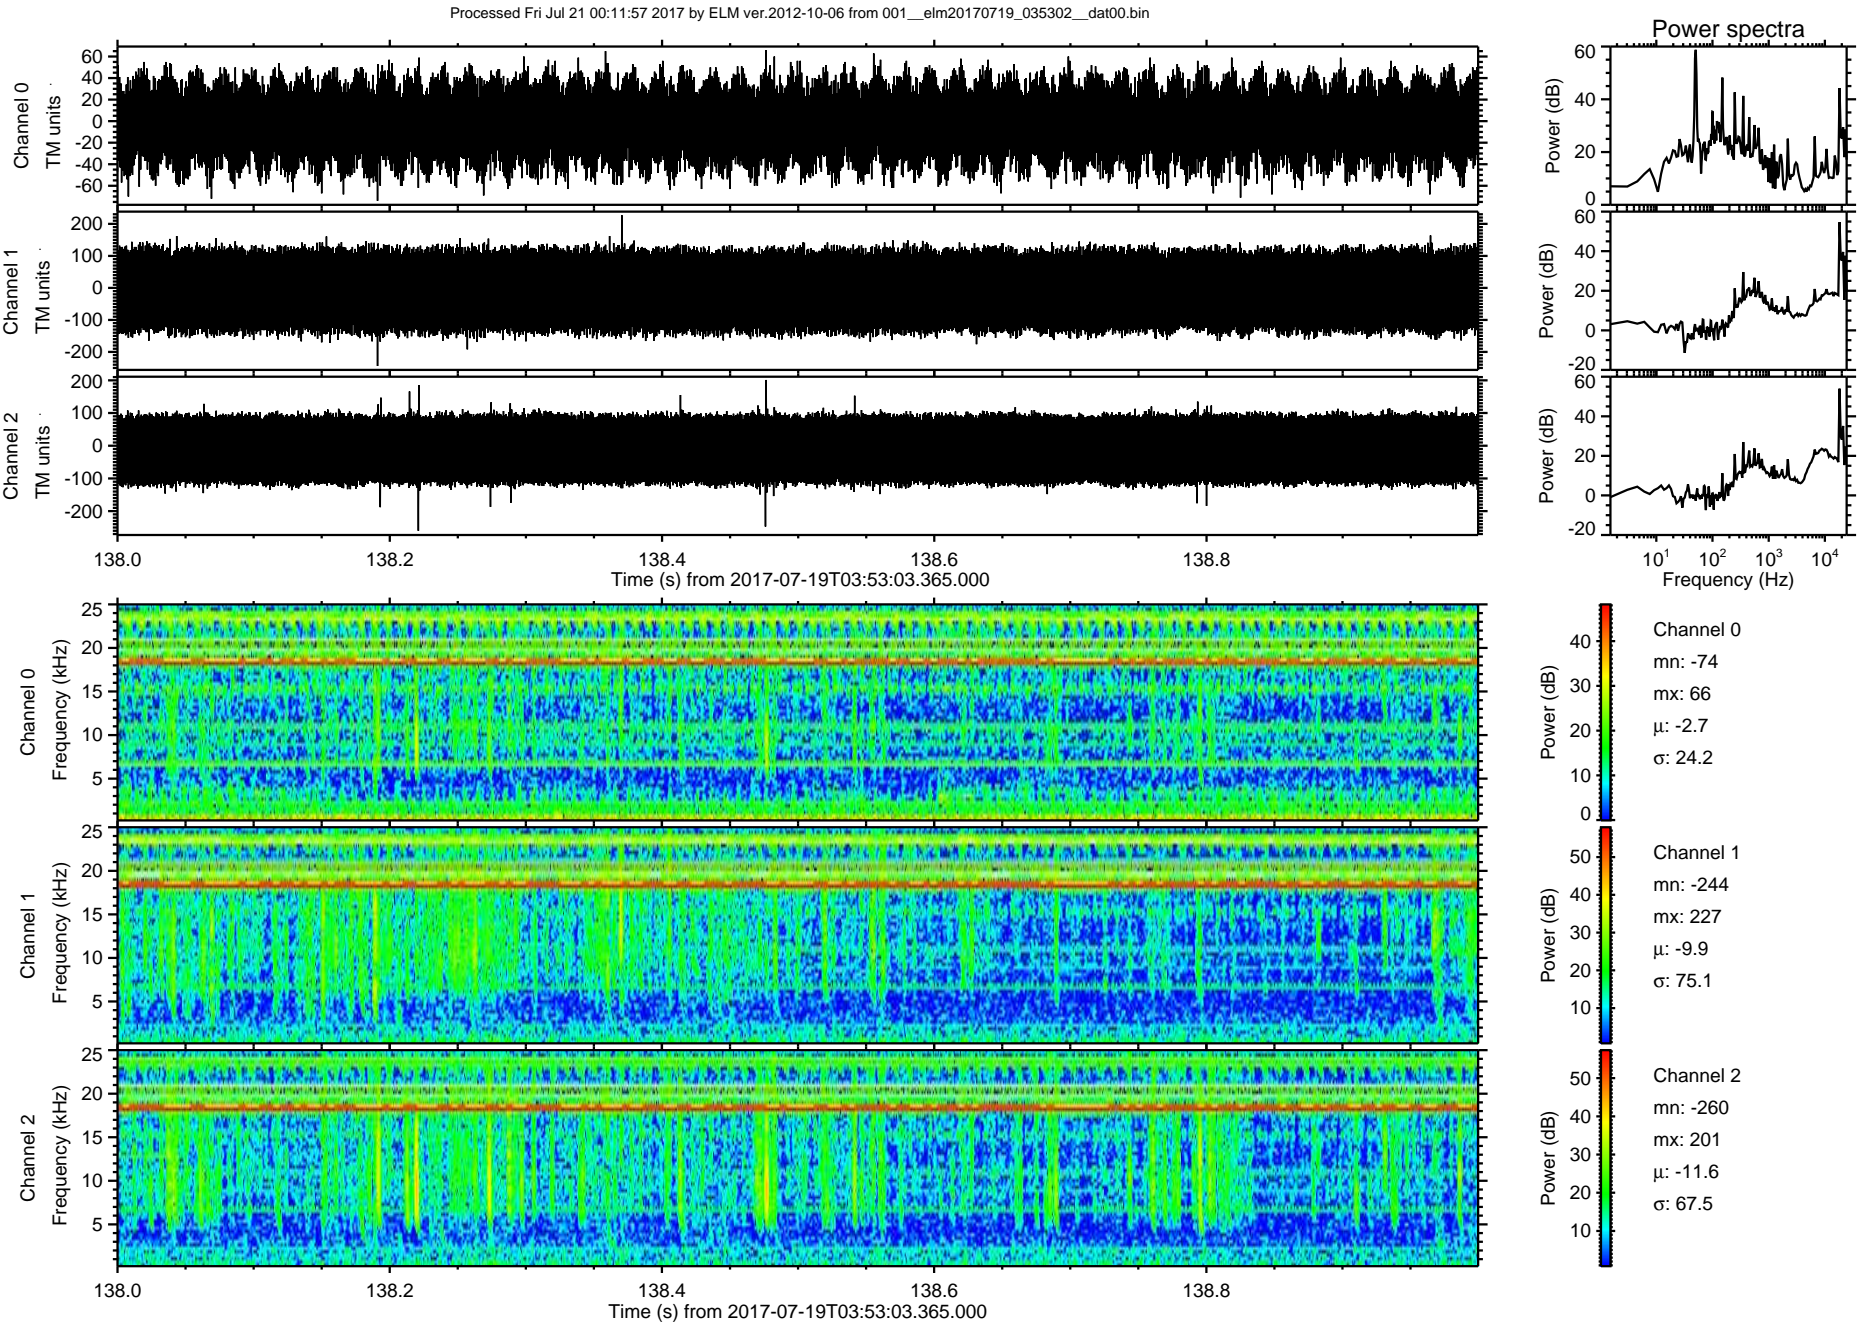 Processed Fri Jul 21 00:11:57 2017 by ELM ver.2012-10-06 from 001__elm20170719_035302__dat00.bin
Power spectra
Channel 0
TM units
60
40
20
0
-20
-40
-60
Power (dB)
60
40
20
0
Channel 1
TM units
200
100
0
-100
-200
Power (dB)
60
40
20
0
-20
Channel 2
TM units
200
100
0
-100
-200
Power (dB)
60
40
20
0
-20
138.0 138.2 138.4 138.6 138.8
Time (s) from 2017-07-19T03:53:03.365.000
10^1 10^2 10^3 10^4
Frequency (Hz)
Channel 0
Frequency (kHz)
25
20
15
10
5
Power (dB)
40
30
20
10
0
Channel 0
mn: -74
mx: 66
μ: -2.7
σ: 24.2
Channel 1
Frequency (kHz)
25
20
15
10
5
Power (dB)
50
40
30
20
10
Channel 1
mn: -244
mx: 227
μ: -9.9
σ: 75.1
Channel 2
Frequency (kHz)
25
20
15
10
5
Power (dB)
50
40
30
20
10
Channel 2
mn: -260
mx: 201
μ: -11.6
σ: 67.5
138.0 138.2 138.4 138.6 138.8
Time (s) from 2017-07-19T03:53:03.365.000